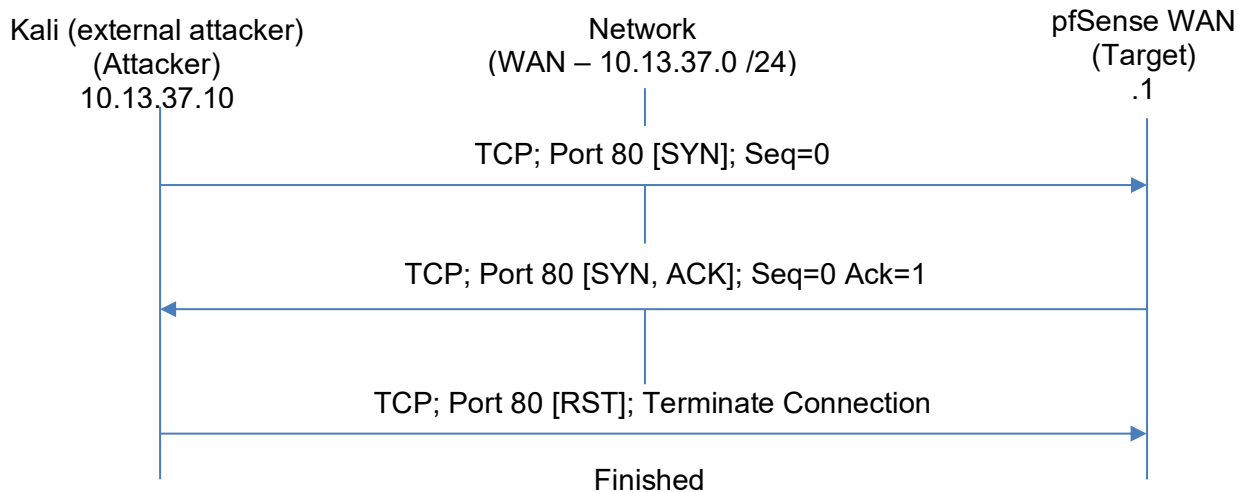 Kali (external attacker)
(Attacker)
10.13.37.10
Network
(WAN – 10.13.37.0 /24)
pfSense WAN
(Target)
.1
TCP; Port 80 [SYN]; Seq=0
TCP; Port 80 [SYN, ACK]; Seq=0 Ack=1
TCP; Port 80 [RST]; Terminate Connection
Finished